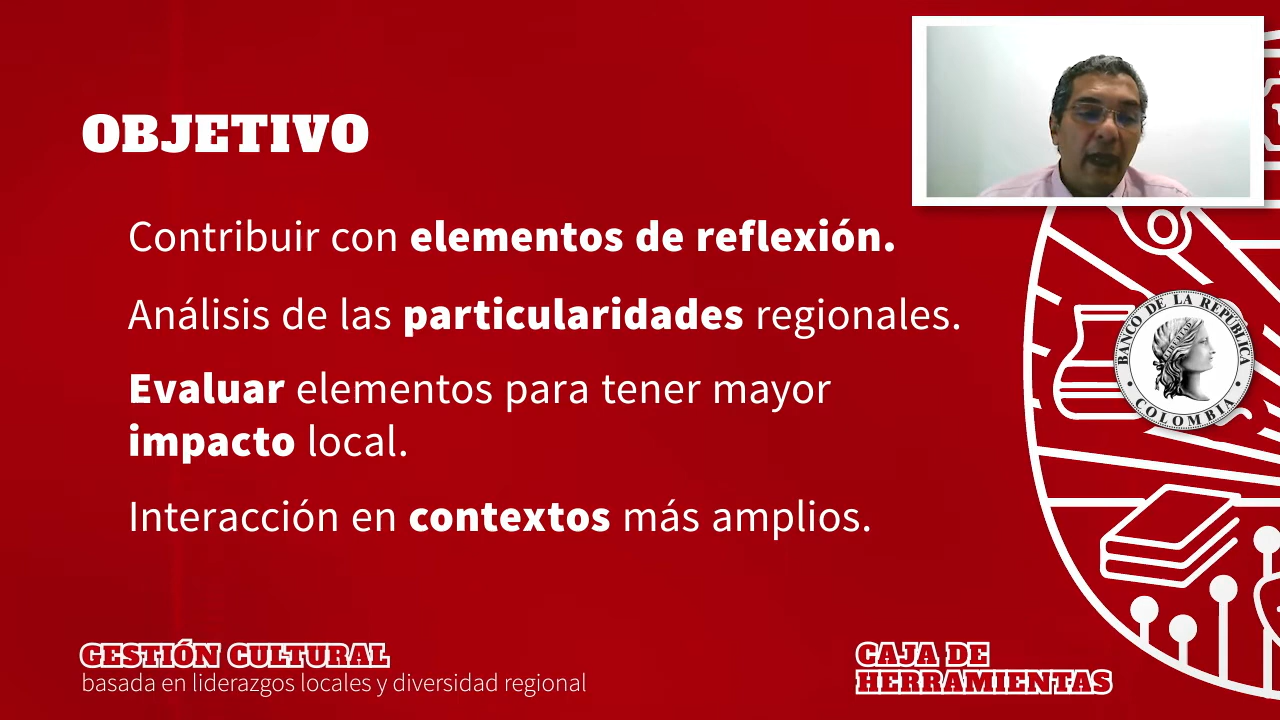 OBJETIVO
Contribuir con elementos de reflexión.
Análisis de las particularidades regionales.
Evaluar elementos para tener mayor
impacto local.
Interacción en contextos más amplios.
BANCO DE LA REPÚBLICA
COLOMBIA
LIBERTAD
GESTIÓN CULTURAL
basada en liderazgos locales y diversidad regional
CAJA DE
HERRAMIENTAS